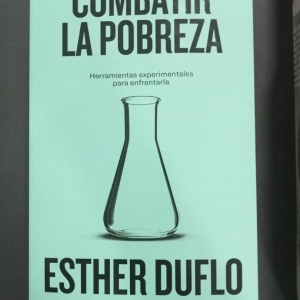 COMBATIR
LA POBREZA
Herramientas experimentales
para enfrentarla
ESTHER DUFLO